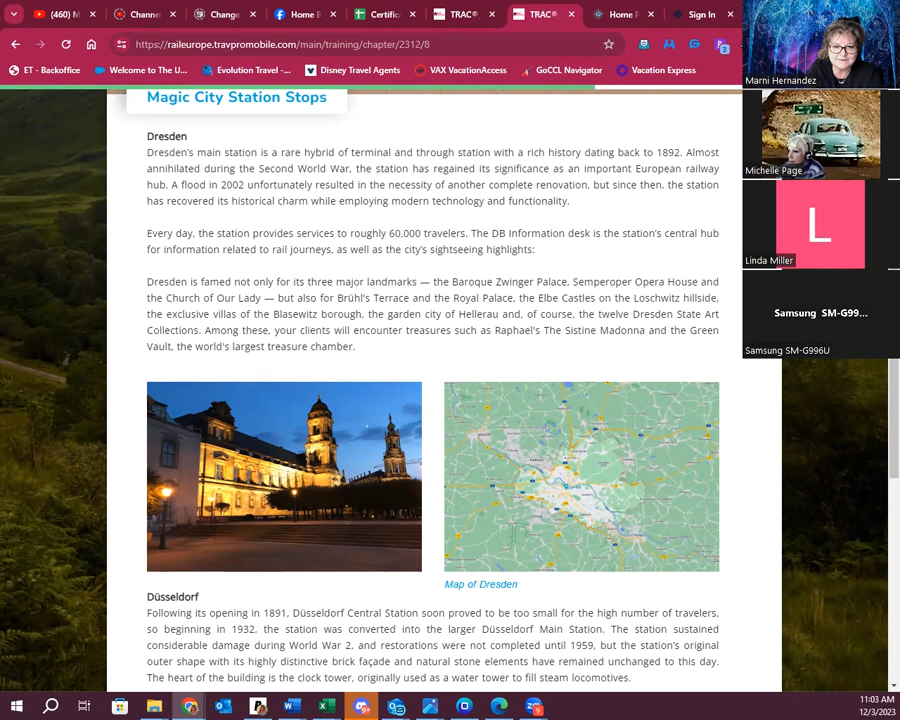 (460) M
Channel
Change
Home E
Certific
TRAC®
TRAC®
Home P
Sign In
https://raileurope.travpromobile.com/main/training/chapter/2312/8
3
ET - Backoffice
Welcome to The U...
Evolution Travel -...
Disney Travel Agents
VAX VacationAccess
GoCCL Navigator
Vacation Express
Marni Hernandez
Michelle Page
L
Linda Miller
Samsung SM-G99...
Samsung SM-G996U
Magic City Station Stops
Dresden
Dresden's main station is a rare hybrid of terminal and through station with a rich history dating back to 1892. Almost
annihilated during the Second World War, the station has regained its significance as an important European railway
hub. A flood in 2002 unfortunately resulted in the necessity of another complete renovation, but since then, the station
has recovered its historical charm while employing modern technology and functionality.
Every day, the station provides services to roughly 60,000 travelers. The DB Information desk is the station's central hub
for information related to rail journeys, as well as the city's sightseeing highlights:
Dresden is famed not only for its three major landmarks — the Baroque Zwinger Palace, Semperoper Opera House and
the Church of Our Lady — but also for Brühl's Terrace and the Royal Palace, the Elbe Castles on the Loschwitz hillside,
the exclusive villas of the Blasewitz borough, the garden city of Hellerau and, of course, the twelve Dresden State Art
Collections. Among these, your clients will encounter treasures such as Raphael's The Sistine Madonna and the Green
Vault, the world's largest treasure chamber.
Map of Dresden
Düsseldorf
Following its opening in 1891, Düsseldorf Central Station soon proved to be too small for the high number of travelers,
so beginning in 1932, the station was converted into the larger Düsseldorf Main Station. The station sustained
considerable damage during World War 2, and restorations were not completed until 1959, but the station's original
outer shape with its highly distinctive brick façade and natural stone elements have remained unchanged to this day.
The heart of the building is the clock tower, originally used as a water tower to fill steam locomotives.
11:03 AM
12/3/2023